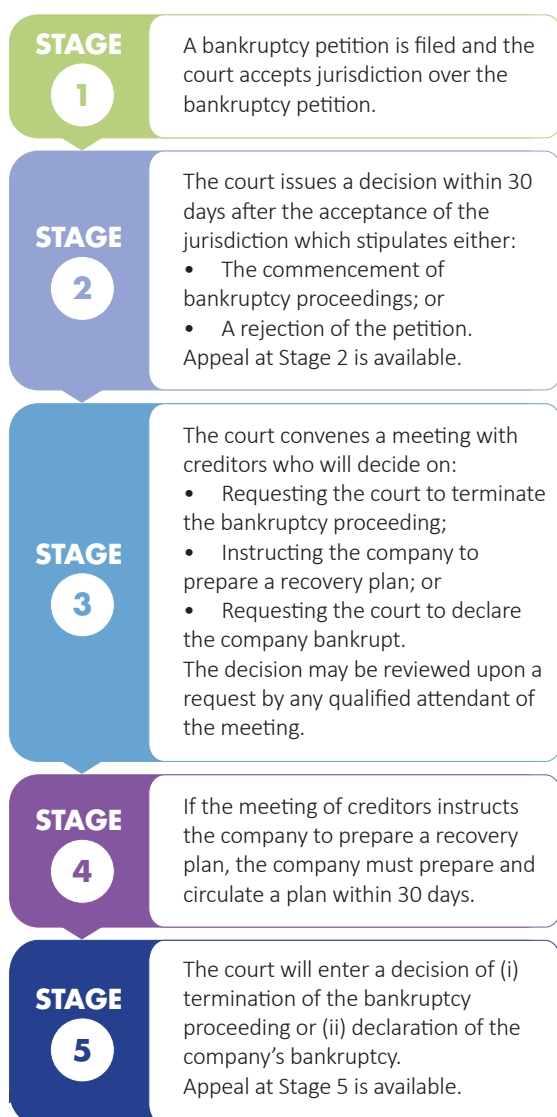 STAGE
1
A bankruptcy petition is filed and the
court accepts jurisdiction over the
bankruptcy petition.
STAGE
2
The court issues a decision within 30
days after the acceptance of the
jurisdiction which stipulates either:
• The commencement of
bankruptcy proceedings; or
• A rejection of the petition.
Appeal at Stage 2 is available.
STAGE
3
The court convenes a meeting with
creditors who will decide on:
• Requesting the court to terminate
the bankruptcy proceeding;
• Instructing the company to
prepare a recovery plan; or
• Requesting the court to declare
the company bankrupt.
The decision may be reviewed upon a
request by any qualified attendant of
the meeting.
STAGE
4
If the meeting of creditors instructs
the company to prepare a recovery
plan, the company must prepare and
circulate a plan within 30 days.
STAGE
5
The court will enter a decision of (i)
termination of the bankruptcy
proceeding or (ii) declaration of the
company’s bankruptcy.
Appeal at Stage 5 is available.